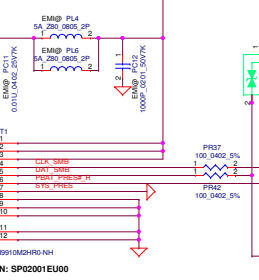 EMI@ PL4
5A_Z80_0805_2P
1 2
EMI@ PL6
5A_Z80_0805_2P
1 2
EMI@ PC11
0.01U_0402_25V7K
EMI@ PC12
1000P_0201_50V7K
1
2
T1
1
2
3
4 CLK_SMB
5 DAT_SMB
6 PBAT_PRES#_R
7 SYS_PRES
8
9
10
11
12
9910M2HR0-NH
N: SP02001EU00
PR37
100_0402_5%
1 2
1 2
PR42
100_0402_5%